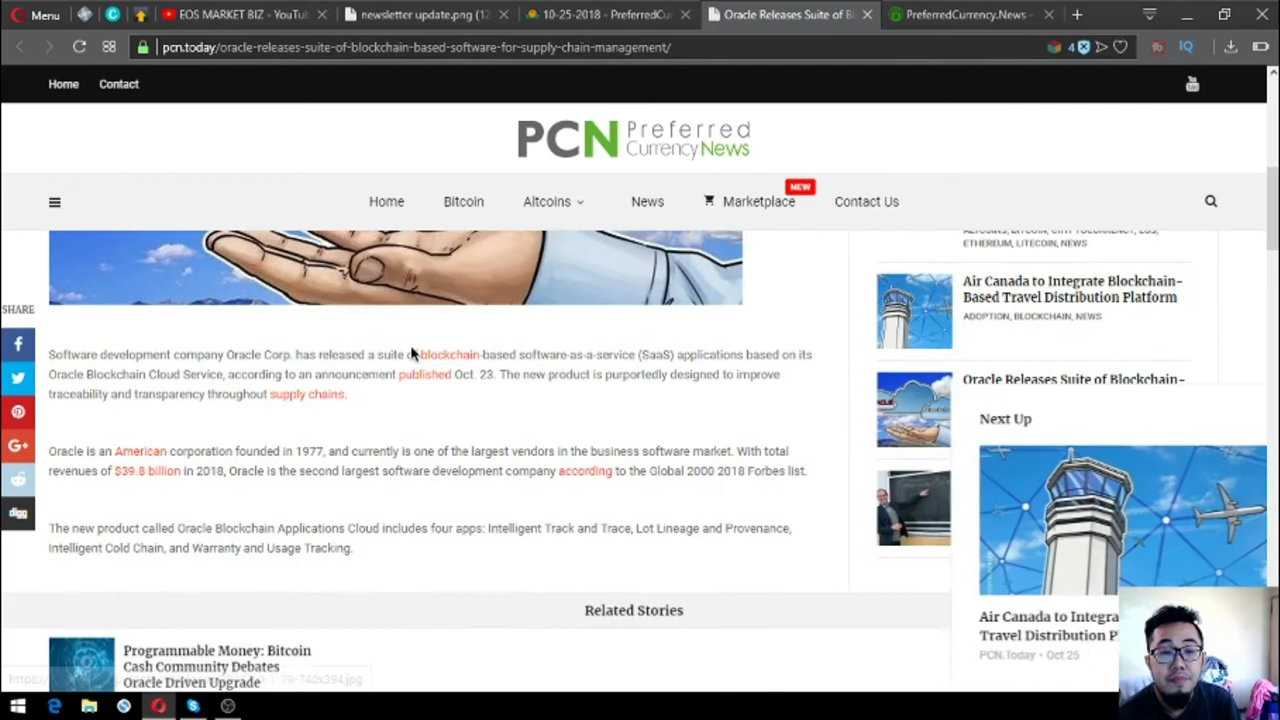 Menu
EOS MARKET BIZ - YouTu
newsletter update.png (12
10-25-2018 - PreferredCur
Oracle Releases Suite of B
PreferredCurrency.News –
pcn.today/oracle-releases-suite-of-blockchain-based-software-for-supply-chain-management/
4
IQ
Home Contact
You
PCN Preferred
CurrencyNews
NEW
Home Bitcoin Altcoins News Marketplace Contact Us
ETHEREUM, LITECOIN, NEWS
Air Canada to Integrate Blockchain-
Based Travel Distribution Platform
ADOPTION, BLOCKCHAIN, NEWS
SHARE
Software development company Oracle Corp. has released a suite blockchain-based software-as-a-service (SaaS) applications based on its
Oracle Blockchain Cloud Service, according to an announcement published Oct. 23. The new product is purportedly designed to improve
traceability and transparency throughout supply chains.
Oracle Releases Suite of Blockchain-
Next Up
Oracle is an American corporation founded in 1977, and currently is one of the largest vendors in the business software market. With total
revenues of $39.8 billion in 2018, Oracle is the second largest software development company according to the Global 2000 2018 Forbes list.
digg
The new product called Oracle Blockchain Applications Cloud includes four apps: Intelligent Track and Trace, Lot Lineage and Provenance,
Intelligent Cold Chain, and Warranty and Usage Tracking.
Related Stories
Air Canada to Integra
Travel Distribution P
PCN.Today • Oct 25
Programmable Money: Bitcoin
Cash Community Debates
Oracle Driven Upgrade